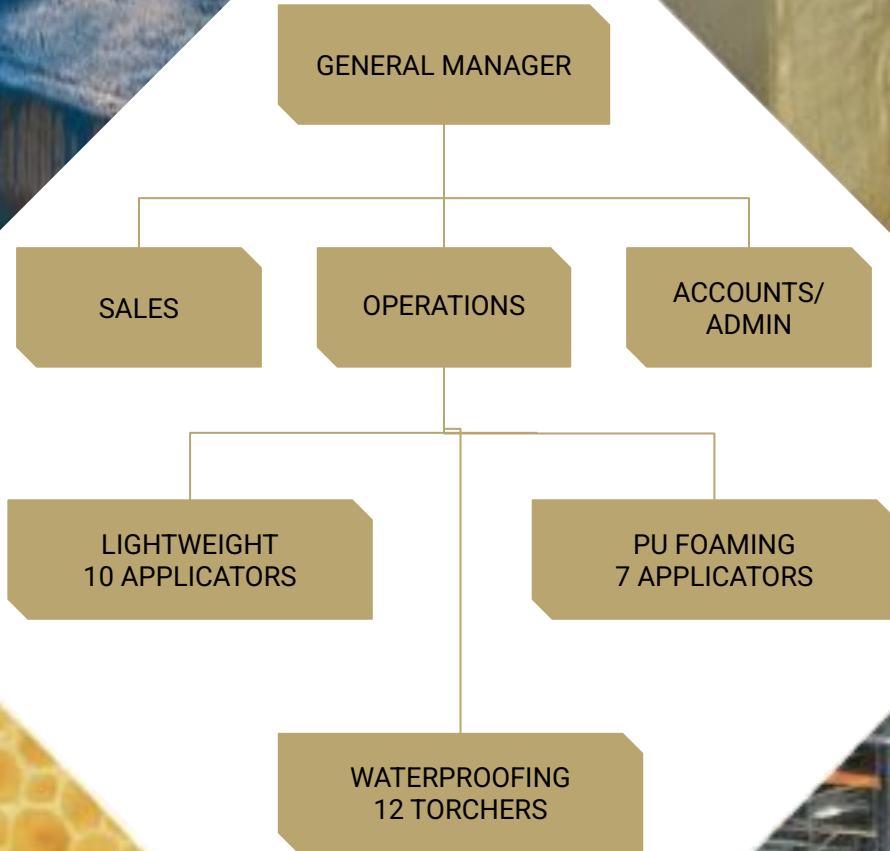 GENERAL MANAGER
SALES
OPERATIONS
ACCOUNTS/
ADMIN
LIGHTWEIGHT
10 APPLICATORS
PU FOAMING
7 APPLICATORS
WATERPROOFING
12 TORCHERS